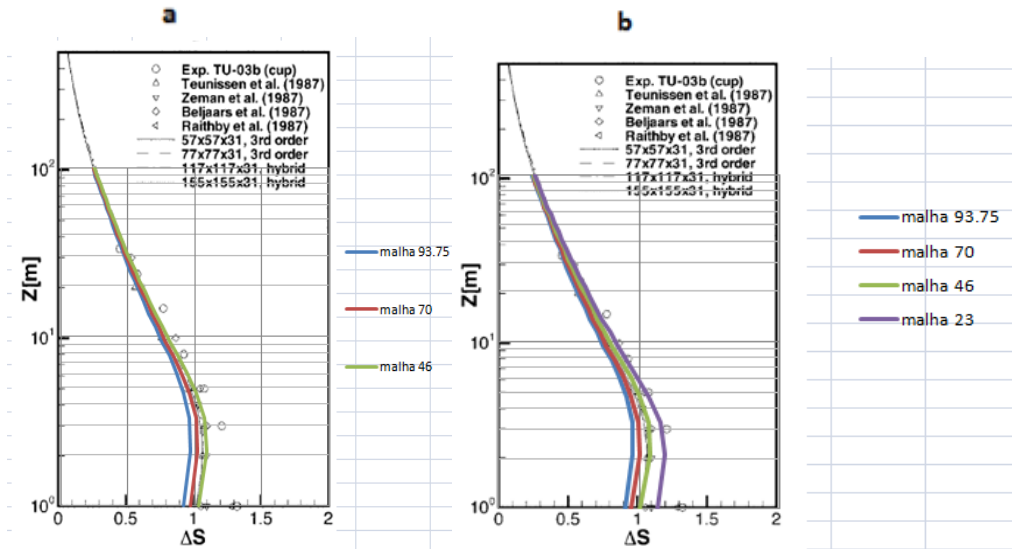 a
Exp. TU-03b (cup)
Teunissen et al. (1987)
Zeman et al. (1987)
Beljaars et al. (1987)
Raithby et al. (1987)
57x57x31, 3rd order
77x77x31, 3rd order
117x117x31, hybrid
155x155x31, hybrid
10²
10¹
10⁰
Z[m]
0
0.5
1
1.5
2
ΔS
malha 93.75
malha 70
malha 46
b
Exp. TU-03b (cup)
Teunissen et al. (1987)
Zeman et al. (1987)
Beljaars et al. (1987)
Raithby et al. (1987)
57x57x31, 3rd order
77x77x31, 3rd order
117x117x31, hybrid
155x155x31, hybrid
10²
10¹
10⁰
Z[m]
0
0.5
1
1.5
2
ΔS
malha 93.75
malha 70
malha 46
malha 23